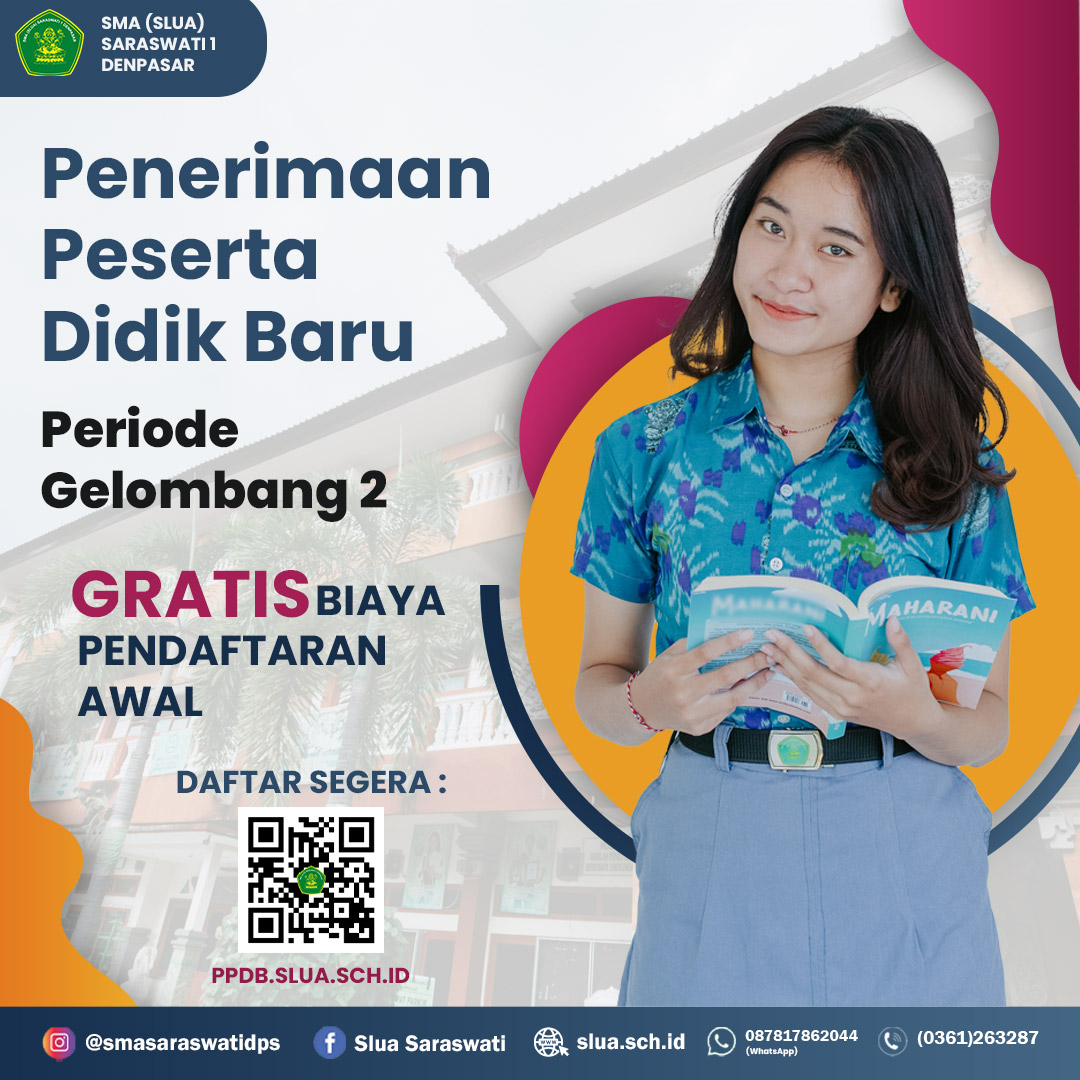 SMA (SLUA)
SARASWATI 1
DENPASAR
Penerimaan
Peserta
Didik Baru
Periode
Gelombang 2
GRATIS BIAYA
PENDAFTARAN
AWAL
MAHARANI
MAHARANI
DAFTAR SEGERA :
PPDB.SLUA.SCH.ID
@smasaraswatidps
Slua Saraswati
slua.sch.id
087817862044
(WhatsApp)
(0361)263287